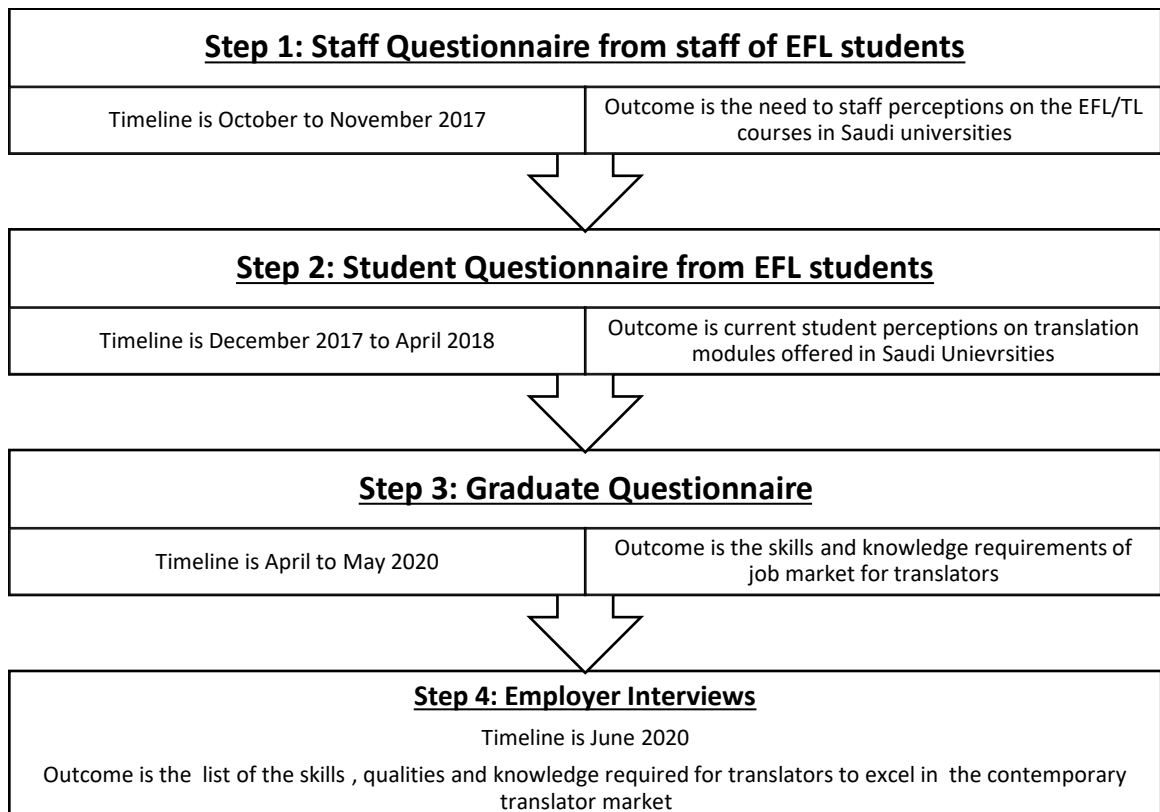 Step 1: Staff Questionnaire from staff of EFL students
Timeline is October to November 2017
Outcome is the need to staff perceptions on the EFL/TL
courses in Saudi universities
Step 2: Student Questionnaire from EFL students
Timeline is December 2017 to April 2018
Outcome is current student perceptions on translation
modules offered in Saudi Unievrsities
Step 3: Graduate Questionnaire
Timeline is April to May 2020
Outcome is the skills and knowledge requirements of
job market for translators
Step 4: Employer Interviews
Timeline is June 2020
Outcome is the list of the skills , qualities and knowledge required for translators to excel in the contemporary
translator market